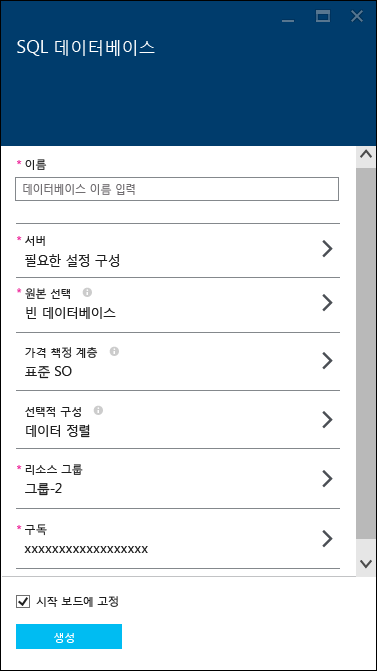 SQL 데이터베이스
* 이름
데이터베이스 이름 입력
* 서버
필요한 설정 구성
* 원본 선택
빈 데이터베이스
가격 책정 계층
표준 SO
선택적 구성
데이터 정렬
* 리소스 그룹
그룹-2
* 구독
xxxxxxxxxxxxxxxxxx
시작 보드에 고정
생성